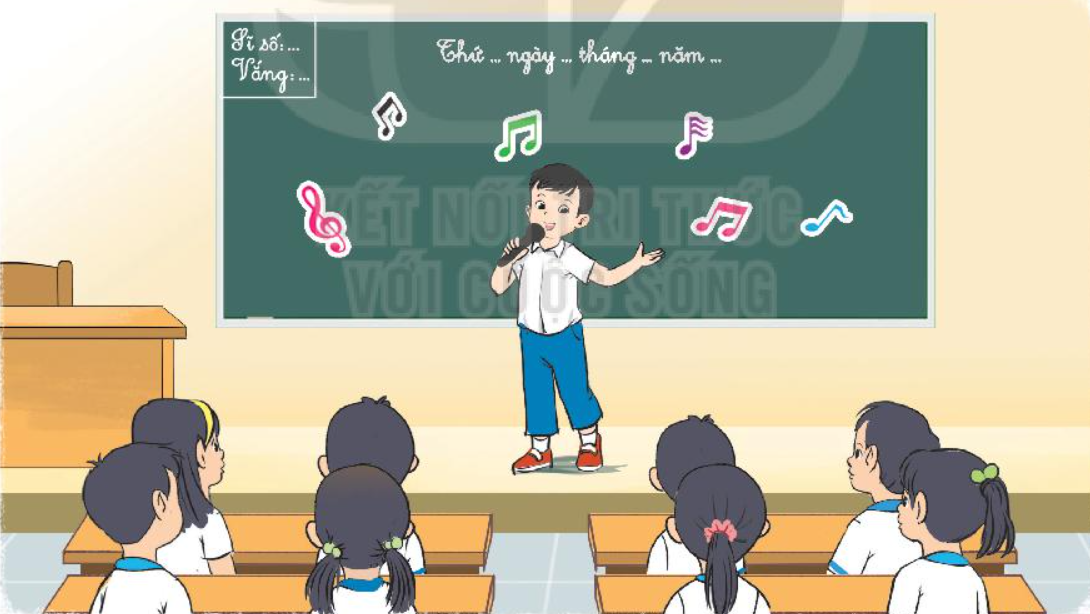 Sĩ số:...
Vắng:...
Thứ ... ngày ... tháng ... năm ...
KẾT NỐI TRI THỨC
VỚI CUỘC SỐNG